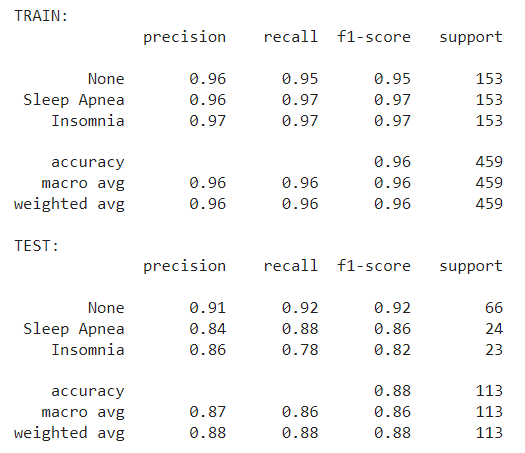 TRAIN:
precision recall f1-score support
None 0.96 0.95 0.95 153
Sleep Apnea 0.96 0.97 0.97 153
Insomnia 0.97 0.97 0.97 153
accuracy 0.96 459
macro avg 0.96 0.96 0.96 459
weighted avg 0.96 0.96 0.96 459
TEST:
precision recall f1-score support
None 0.91 0.92 0.92 66
Sleep Apnea 0.84 0.88 0.86 24
Insomnia 0.86 0.78 0.82 23
accuracy 0.88 113
macro avg 0.87 0.86 0.86 113
weighted avg 0.88 0.88 0.88 113